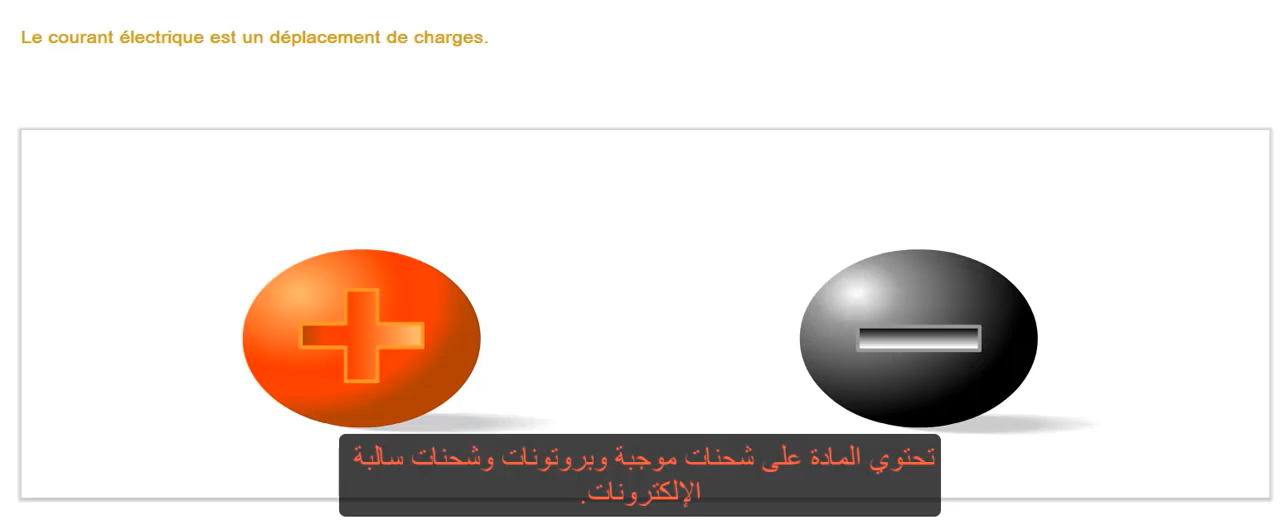 Le courant électrique est un déplacement de charges.
تحتوي المادة على شحنات موجبة وبروتونات وشحنات سالبة
الإلكترونات.